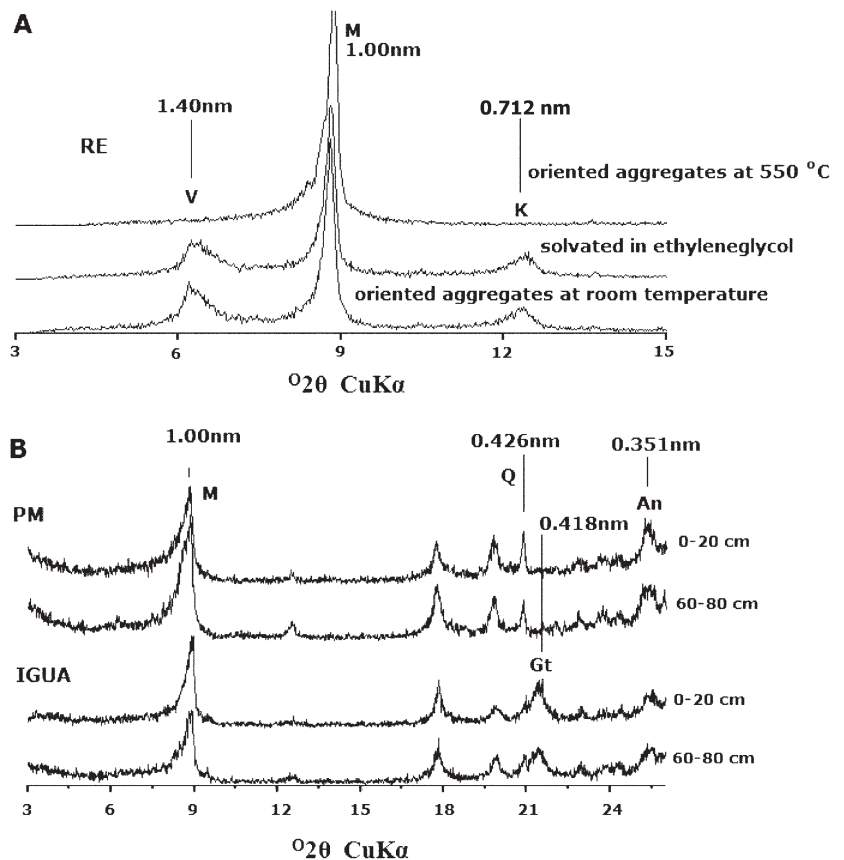 A
M
1.00nm
1.40nm
0.712 nm
RE
oriented aggregates at 550 °C
V
K
solvated in ethyleneglycol
oriented aggregates at room temperature
3 6 9 12 15
O2θ CuKα
B
1.00nm
0.426nm
0.351nm
Q
M
An
PM
0.418nm
0-20 cm
60-80 cm
Gt
IGUA
0-20 cm
60-80 cm
3 6 9 12 15 18 21 24
O2θ CuKα